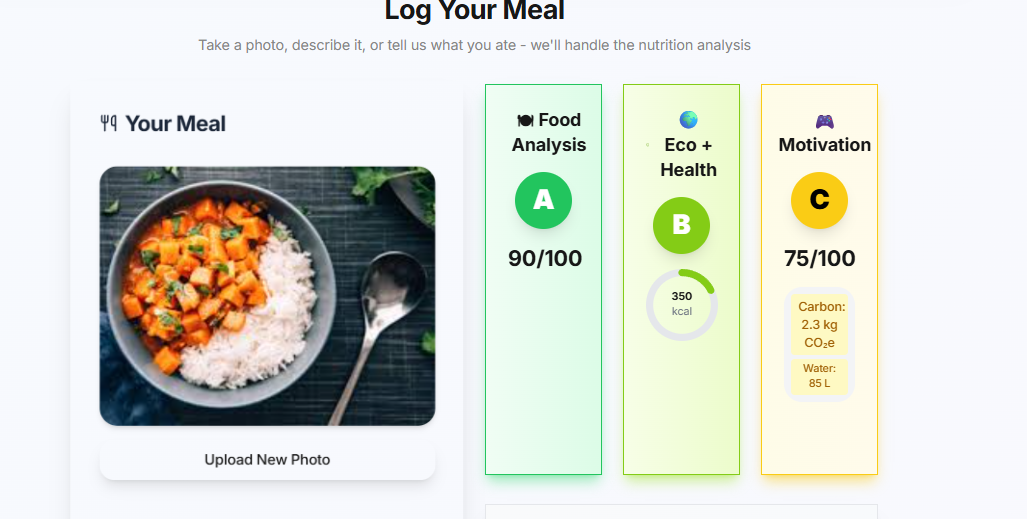 Log Your Meal
Take a photo, describe it, or tell us what you ate - we'll handle the nutrition analysis
Your Meal
Upload New Photo
Food
Analysis
A
90/100
Eco +
Health
B
350
kcal
Motivation
C
75/100
Carbon:
2.3 kg
CO₂e
Water:
85 L